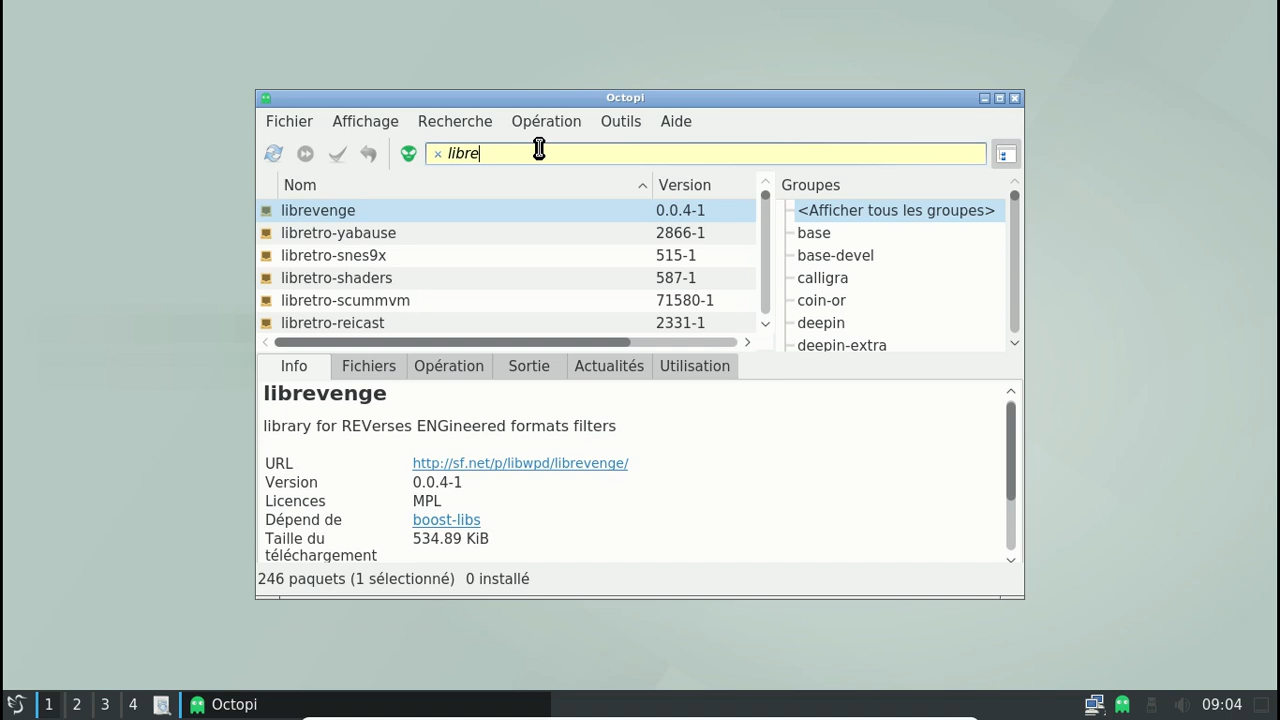 Octopi
Fichier Affichage Recherche Opération Outils Aide
libre
Nom Version Groupes
librevenge 0.0.4-1 <Afficher tous les groupes>
libretro-yabause 2866-1 base
libretro-snes9x 515-1 base-devel
libretro-shaders 587-1 calligra
libretro-scummvm 71580-1 coin-or
libretro-reicast 2331-1 deepin
deepin-extra
Info Fichiers Opération Sortie Actualités Utilisation
librevenge
library for REVerses ENGineered formats filters
URL http://sf.net/p/libwpd/librevenge/
Version 0.0.4-1
Licences MPL
Dépend de boost-libs
Taille du 534.89 KiB
téléchargement
246 paquets (1 sélectionné) 0 installé
1 2 3 4 Octopi 09:04